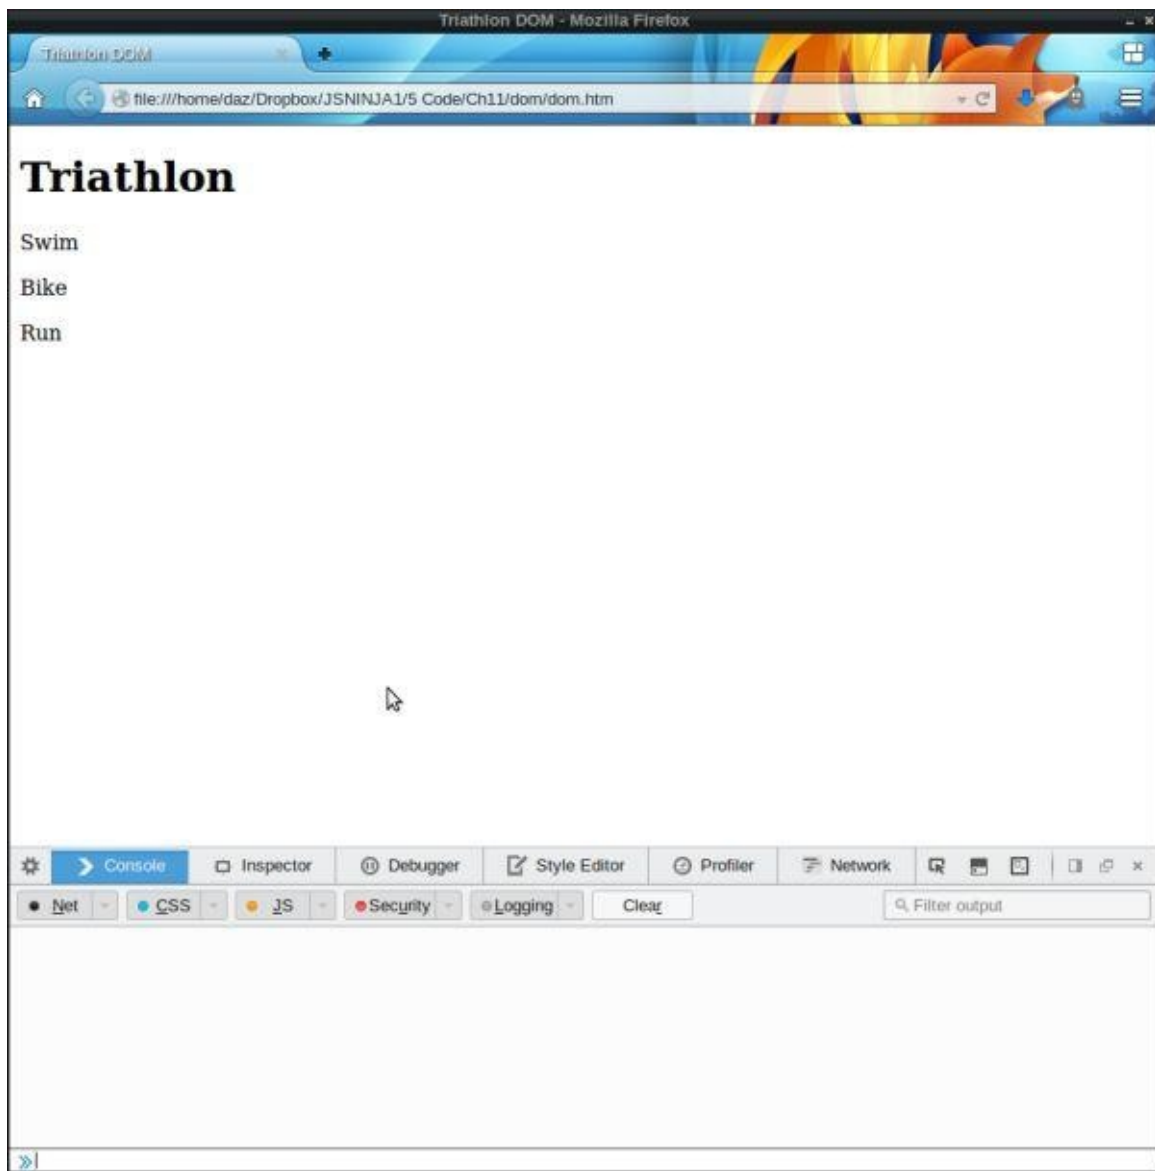 Triathlon DOM - Mozilla Firefox
Triathlon DOM
file:///home/daz/Dropbox/JSNINJA1/5 Code/Ch11/dom/dom.htm
Triathlon
Swim
Bike
Run
Console Inspector Debugger Style Editor Profiler Network
Net CSS JS Security Logging Clear Filter output